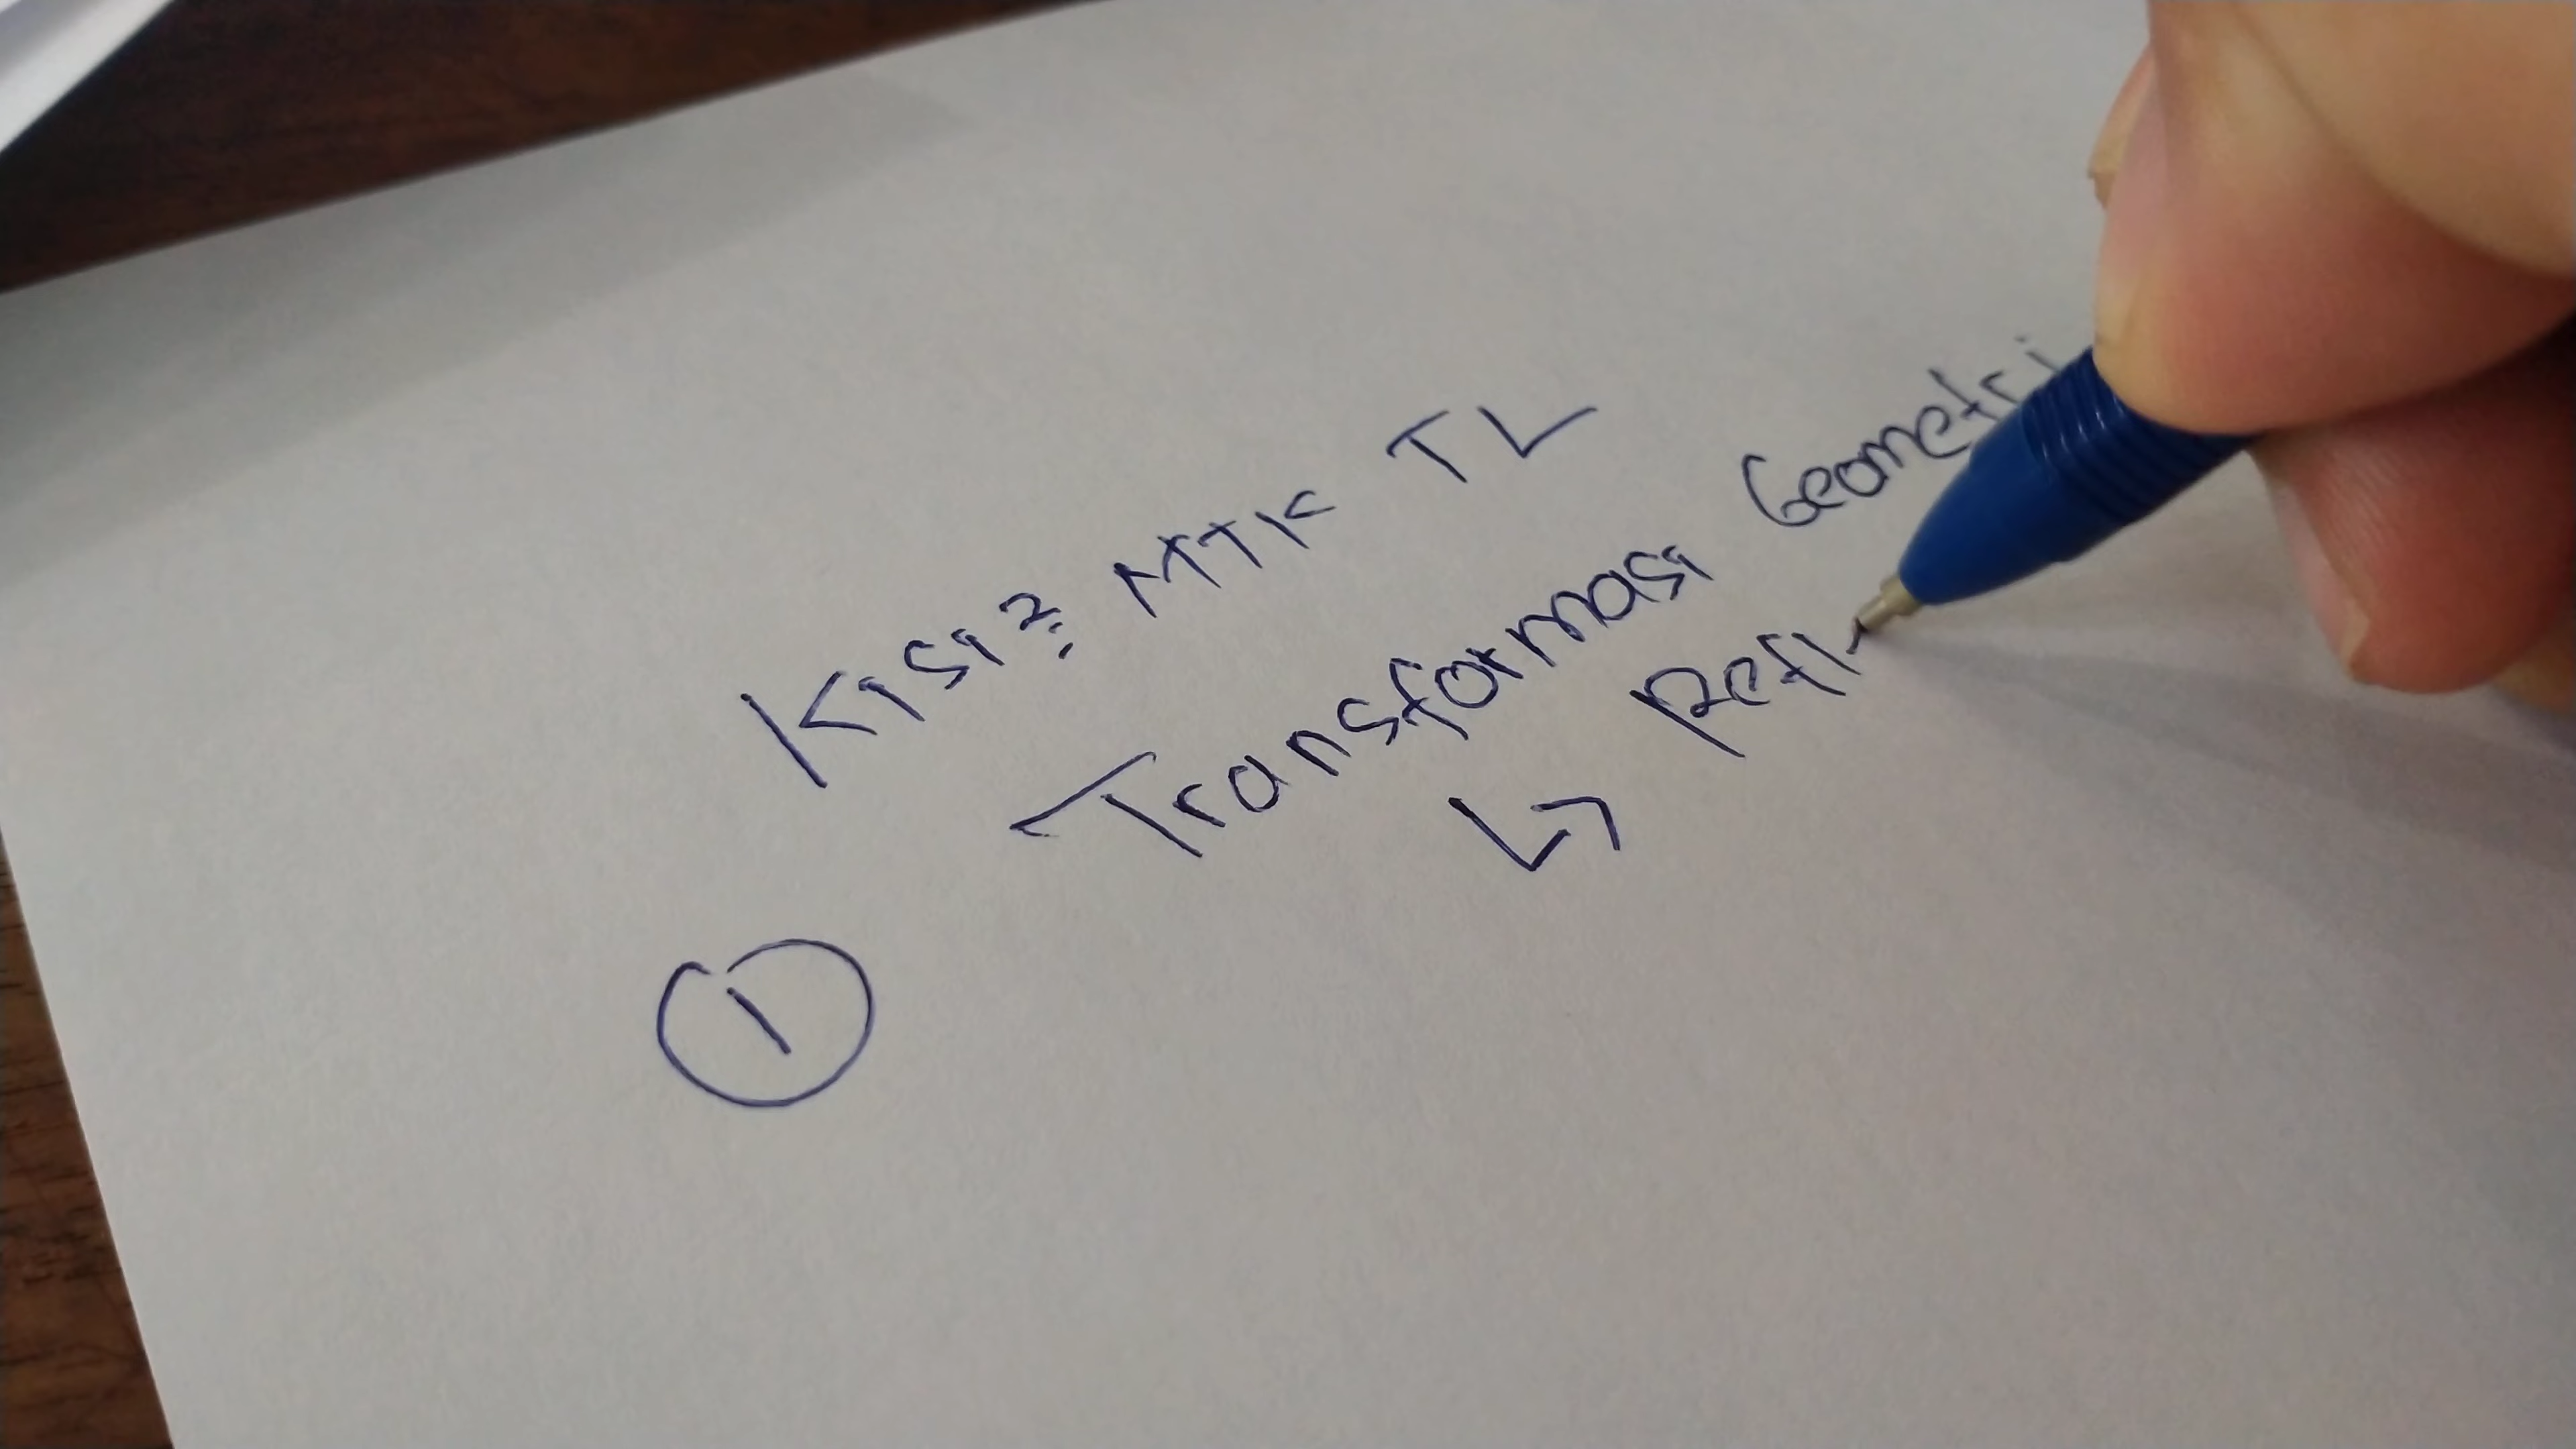 Kisi2: MTK TL
① Transformasi Geometri
↳ Refl